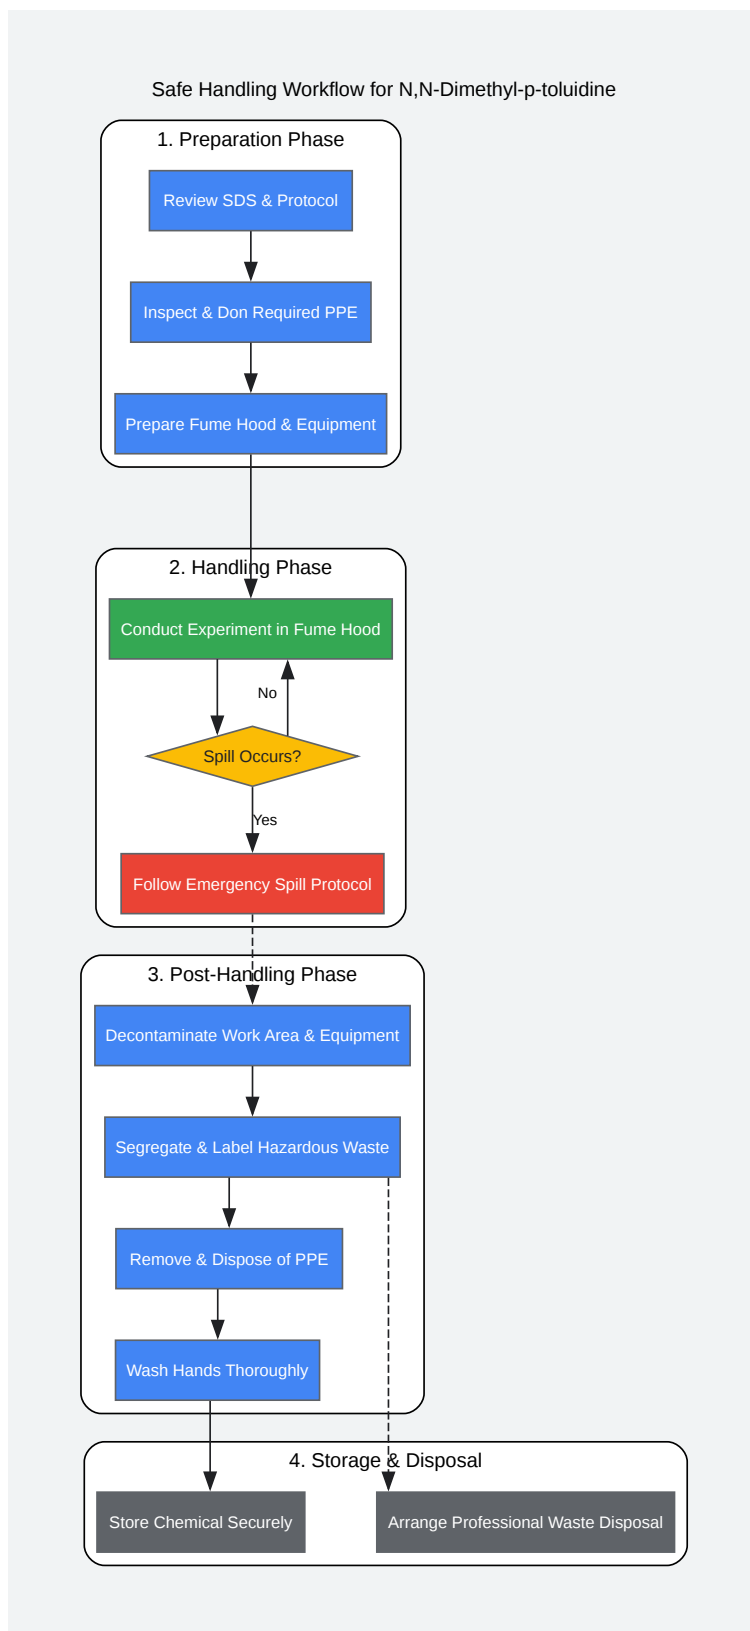 Safe Handling Workflow for N,N-Dimethyl-p-toluidine
1. Preparation Phase
Review SDS & Protocol
Inspect & Don Required PPE
Prepare Fume Hood & Equipment
2. Handling Phase
Conduct Experiment in Fume Hood
No
Spill Occurs?
Yes
Follow Emergency Spill Protocol
3. Post-Handling Phase
Decontaminate Work Area & Equipment
Segregate & Label Hazardous Waste
Remove & Dispose of PPE
Wash Hands Thoroughly
4. Storage & Disposal
Store Chemical Securely
Arrange Professional Waste Disposal